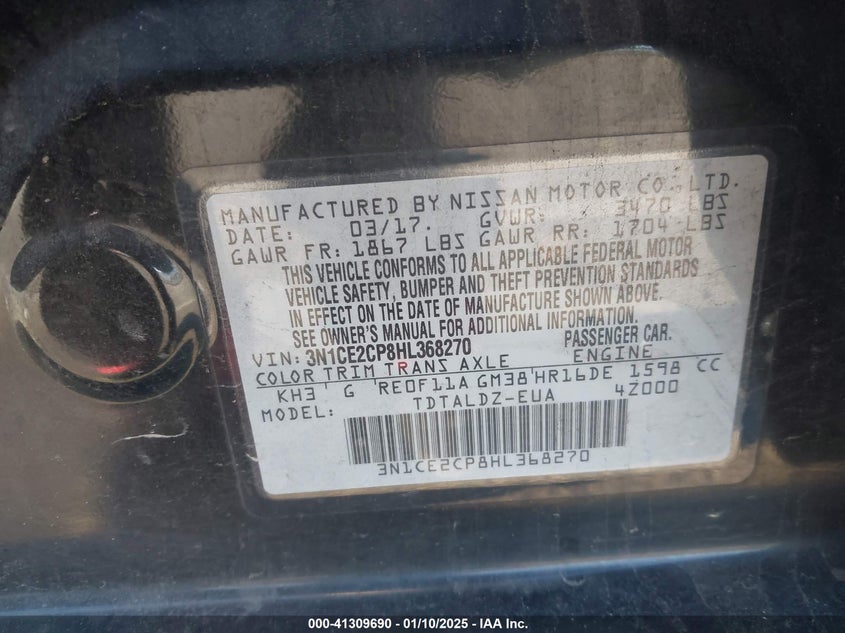 MANUFACTURED BY NISSAN MOTOR CO., LTD.
DATE: 03/17. GVWR: 3470 LBS
GAWR FR: 1867 LBS GAWR RR: 1704 LBS
THIS VEHICLE CONFORMS TO ALL APPLICABLE FEDERAL MOTOR
VEHICLE SAFETY, BUMPER AND THEFT PREVENTION STANDARDS
IN EFFECT ON THE DATE OF MANUFACTURE SHOWN ABOVE.
SEE OWNER'S MANUAL FOR ADDITIONAL INFORMATION.
VIN: 3N1CE2CP8HL368270 PASSENGER CAR.
COLOR TRIM TRANS AXLE ENGINE
KH3 G RE0F11A GM38 HR16DE 1598 CC
MODEL: TDTALDZ-EUA 4Z000
3N1CE2CP8HL368270
000-41309690 - 01/10/2025 - IAA Inc.